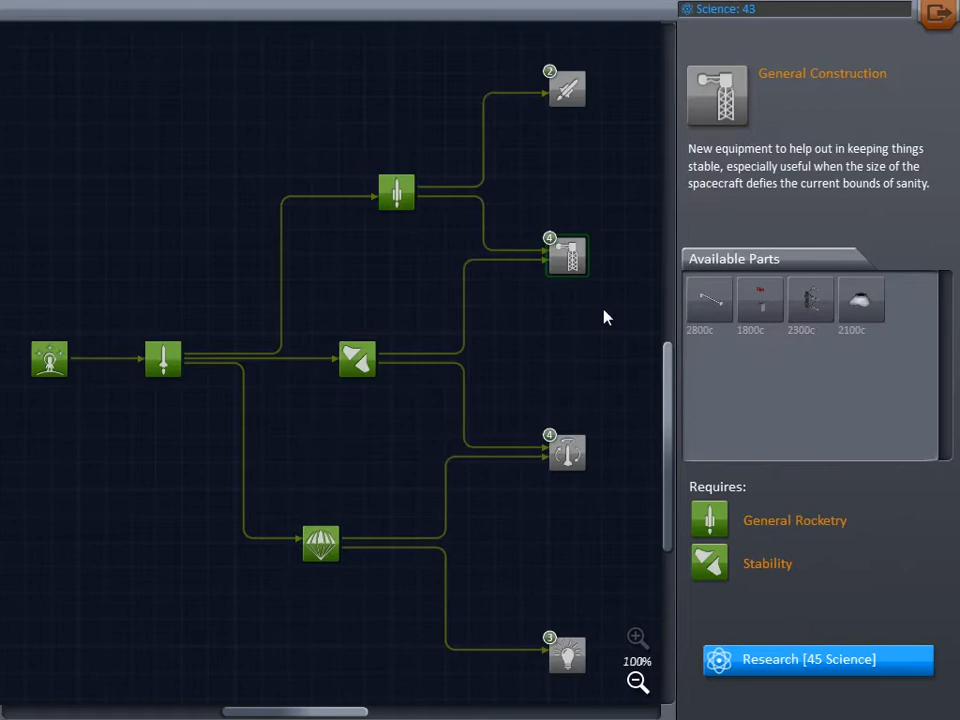 Science: 43
General Construction
New equipment to help out in keeping things
stable, especially useful when the size of the
spacecraft defies the current bounds of sanity.
Available Parts
2800c 1800c 2300c 2100c
Requires:
General Rocketry
Stability
Research [45 Science]
2
4
4
3
100%